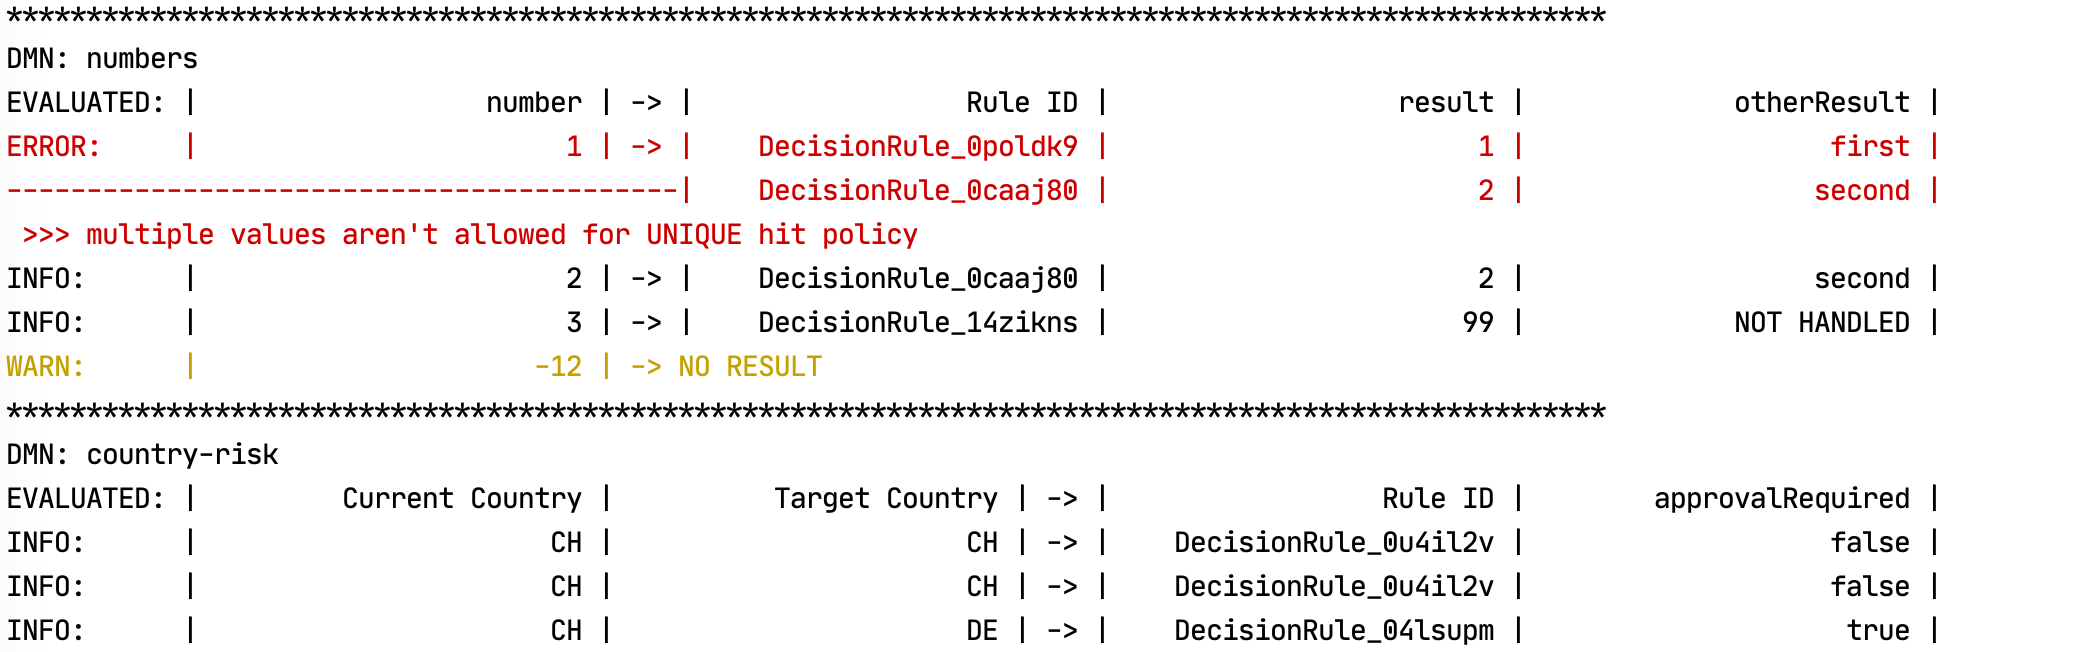 ****************************************************************************************************
DMN: numbers
EVALUATED: |                  number | -> |                 Rule ID |                  result |             otherResult |
ERROR:     |                       1 | -> |    DecisionRule_0poldk9 |                       1 |                   first |
------------------------------------------|    DecisionRule_0caaj80 |                       2 |                  second |
 >>> multiple values aren't allowed for UNIQUE hit policy
INFO:      |                       2 | -> |    DecisionRule_0caaj80 |                       2 |                  second |
INFO:      |                       3 | -> |    DecisionRule_14zikns |                      99 |             NOT HANDLED |
WARN:      |                     -12 | -> NO RESULT
****************************************************************************************************
DMN: country-risk
EVALUATED: |         Current Country |          Target Country | -> |                 Rule ID |        approvalRequired |
INFO:      |                      CH |                      CH | -> |    DecisionRule_0u4il2v |                   false |
INFO:      |                      CH |                      CH | -> |    DecisionRule_0u4il2v |                   false |
INFO:      |                      CH |                      DE | -> |    DecisionRule_04lsupm |                    true |